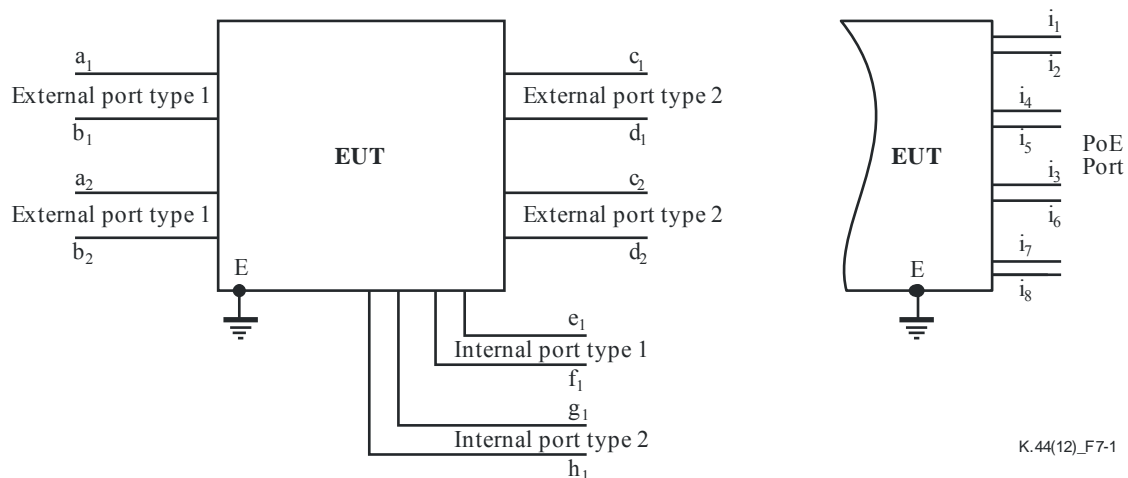 a1
External port type 1
b1
a2
External port type 1
b2
EUT
E
c1
External port type 2
d1
c2
External port type 2
d2
e1
Internal port type 1
f1
g1
Internal port type 2
h1
i1
i2
i4
i5
i3
i6
i7
i8
EUT
E
PoE
Port
K.44(12)_F7-1